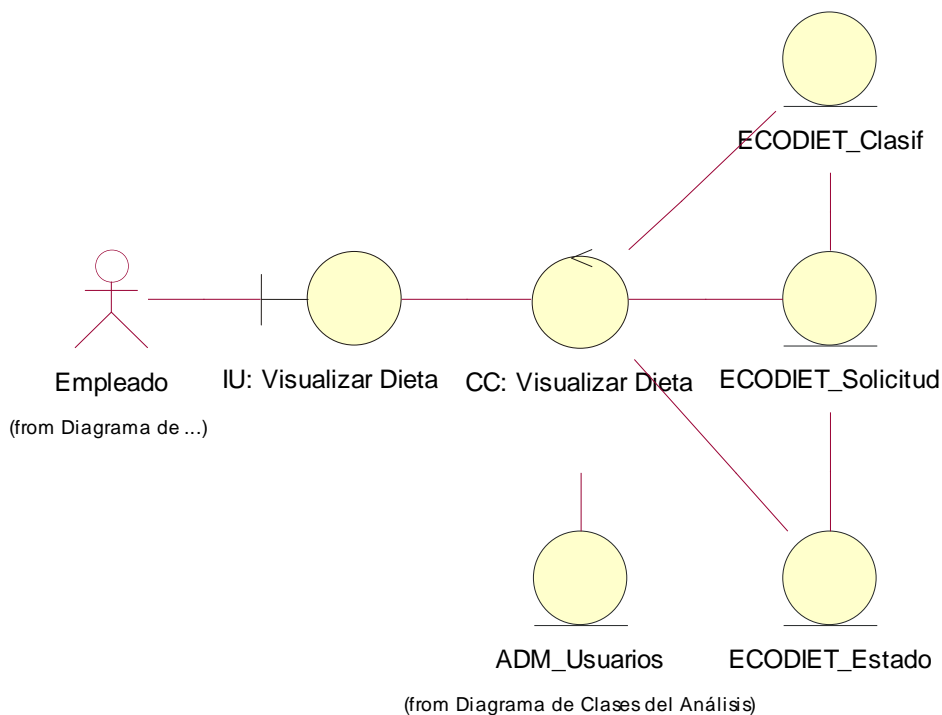 ECODIET_Clasif
Empleado
(from Diagrama de ...)
IU: Visualizar Dieta
CC: Visualizar Dieta
ECODIET_Solicitud
ADM_Usuarios
(from Diagrama de Clases del Análisis)
ECODIET_Estado